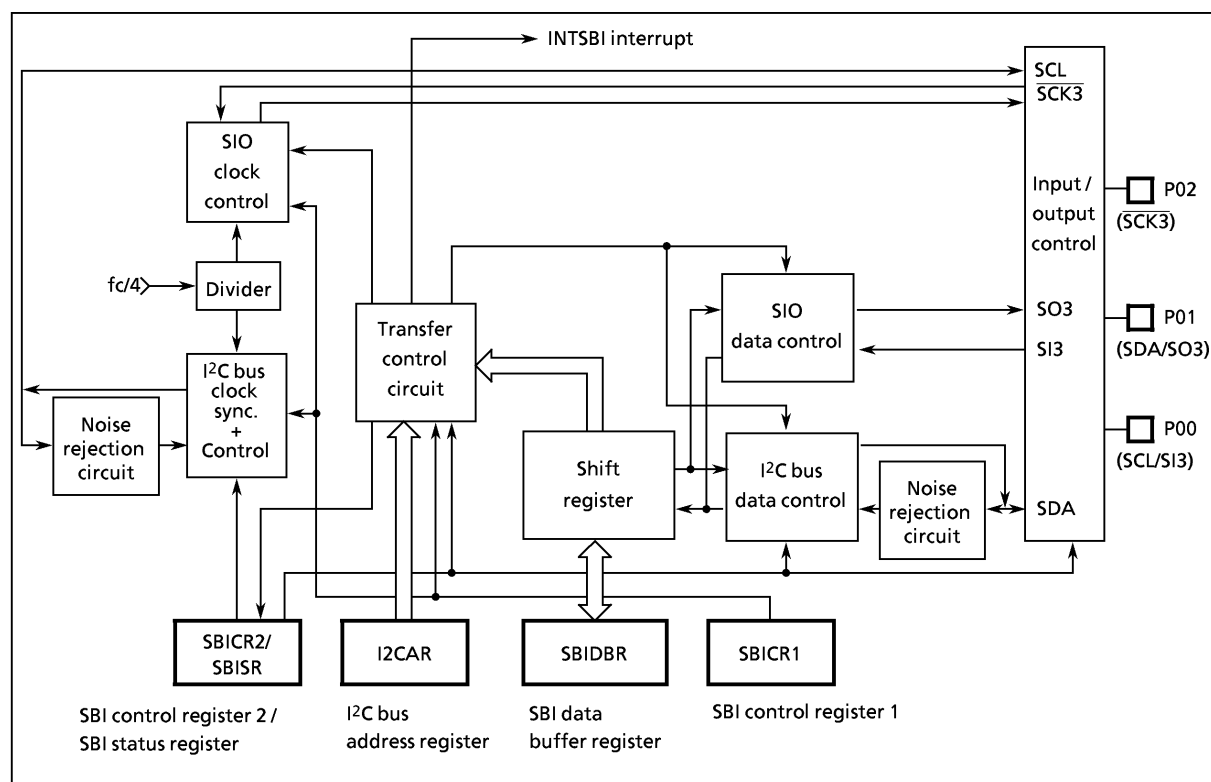 INTSBI interrupt
SCL
SCK3
SIO
clock
control
Input /
output
control
P02
(SCK3)
fc/4
Divider
SIO
data control
SO3
SI3
P01
(SDA/SO3)
Transfer
control
circuit
I²C bus
clock
sync.
+
Control
Noise
rejection
circuit
Shift
register
I²C bus
data control
Noise
rejection
circuit
SDA
P00
(SCL/SI3)
SBICR2/
SBISR
I2CAR
SBIDBR
SBICR1
SBI control register 2 /
SBI status register
I²C bus
address register
SBI data
buffer register
SBI control register 1